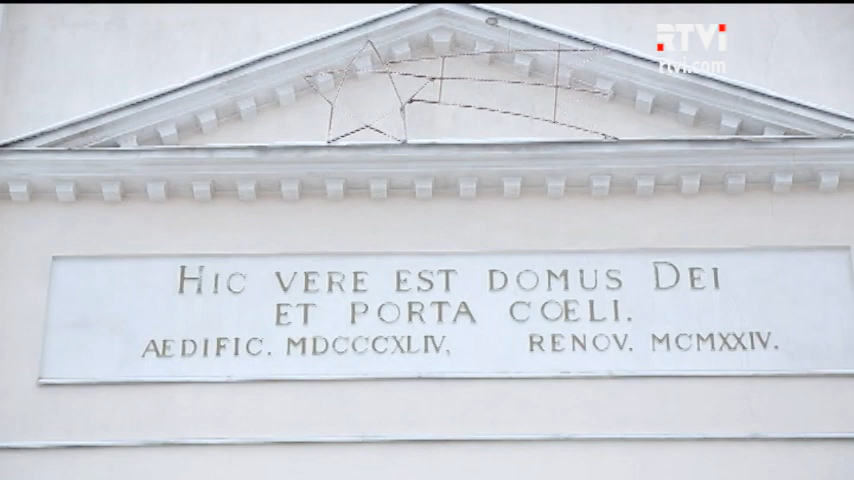 RTVi
rtvi.com
HIC VERE EST DOMUS DEI
ET PORTA COELI.
AEDIFIC. MDCCCXLIV, RENOV. MCMXXIV.